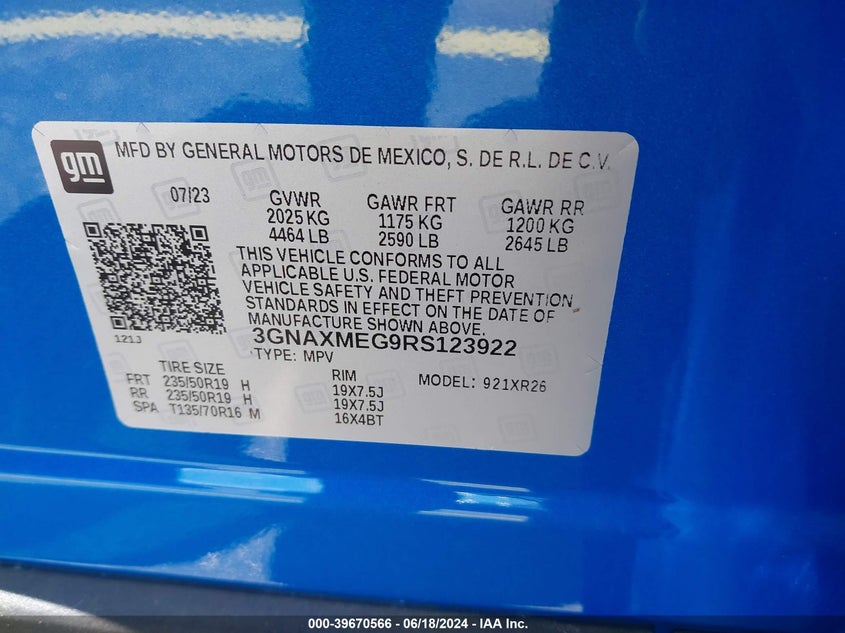 gm MFD BY GENERAL MOTORS DE MEXICO, S. DE R.L. DE C.V.
07/23 GVWR GAWR FRT GAWR RR
2025 KG 1175 KG 1200 KG
4464 LB 2590 LB 2645 LB
THIS VEHICLE CONFORMS TO ALL
APPLICABLE U.S. FEDERAL MOTOR
VEHICLE SAFETY AND THEFT PREVENTION
STANDARDS IN EFFECT ON THE DATE OF
MANUFACTURE SHOWN ABOVE.
121J 3GNAXMEG9RS123922
TYPE: MPV
TIRE SIZE RIM MODEL: 921XR26
FRT 235/50R19 H 19X7.5J
RR 235/50R19 H 19X7.5J
SPA T135/70R16 M 16X4BT
000-39670566 - 06/18/2024 - IAA Inc.